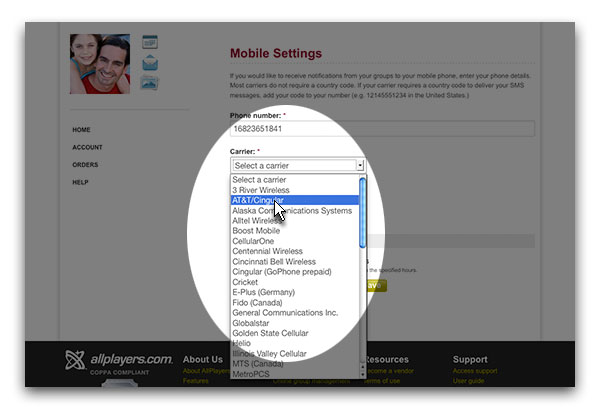 Mobile Settings
If you would like to receive notifications from your groups to your mobile phone, enter your phone details.
Most carriers do not require a country code. If your carrier requires a country code to deliver your SMS
messages, add your code to your number (e.g. 12145551234 in the United States.)
Phone number: *
16823651841
HOME
ACCOUNT
ORDERS
HELP
Carrier: *
Select a carrier
Select a carrier
3 River Wireless
AT&T/Cingular
Alaska Communications Systems
Alltel Wireless
Boost Mobile
CellularOne
Centennial Wireless
Cincinnati Bell Wireless
Cingular (GoPhone prepaid)
Cricket
E-Plus (Germany)
Fido (Canada)
General Communications Inc.
Globalstar
Golden State Cellular
Helio
Illinois Valley Cellular
MTS (Canada)
MetroPCS
the specified hours.
allplayers.com
COPPA COMPLIANT
About Us
About AllPlayers
Features
Online group management
Resources
Become a vendor
Terms of use
Support
Access support
User guide